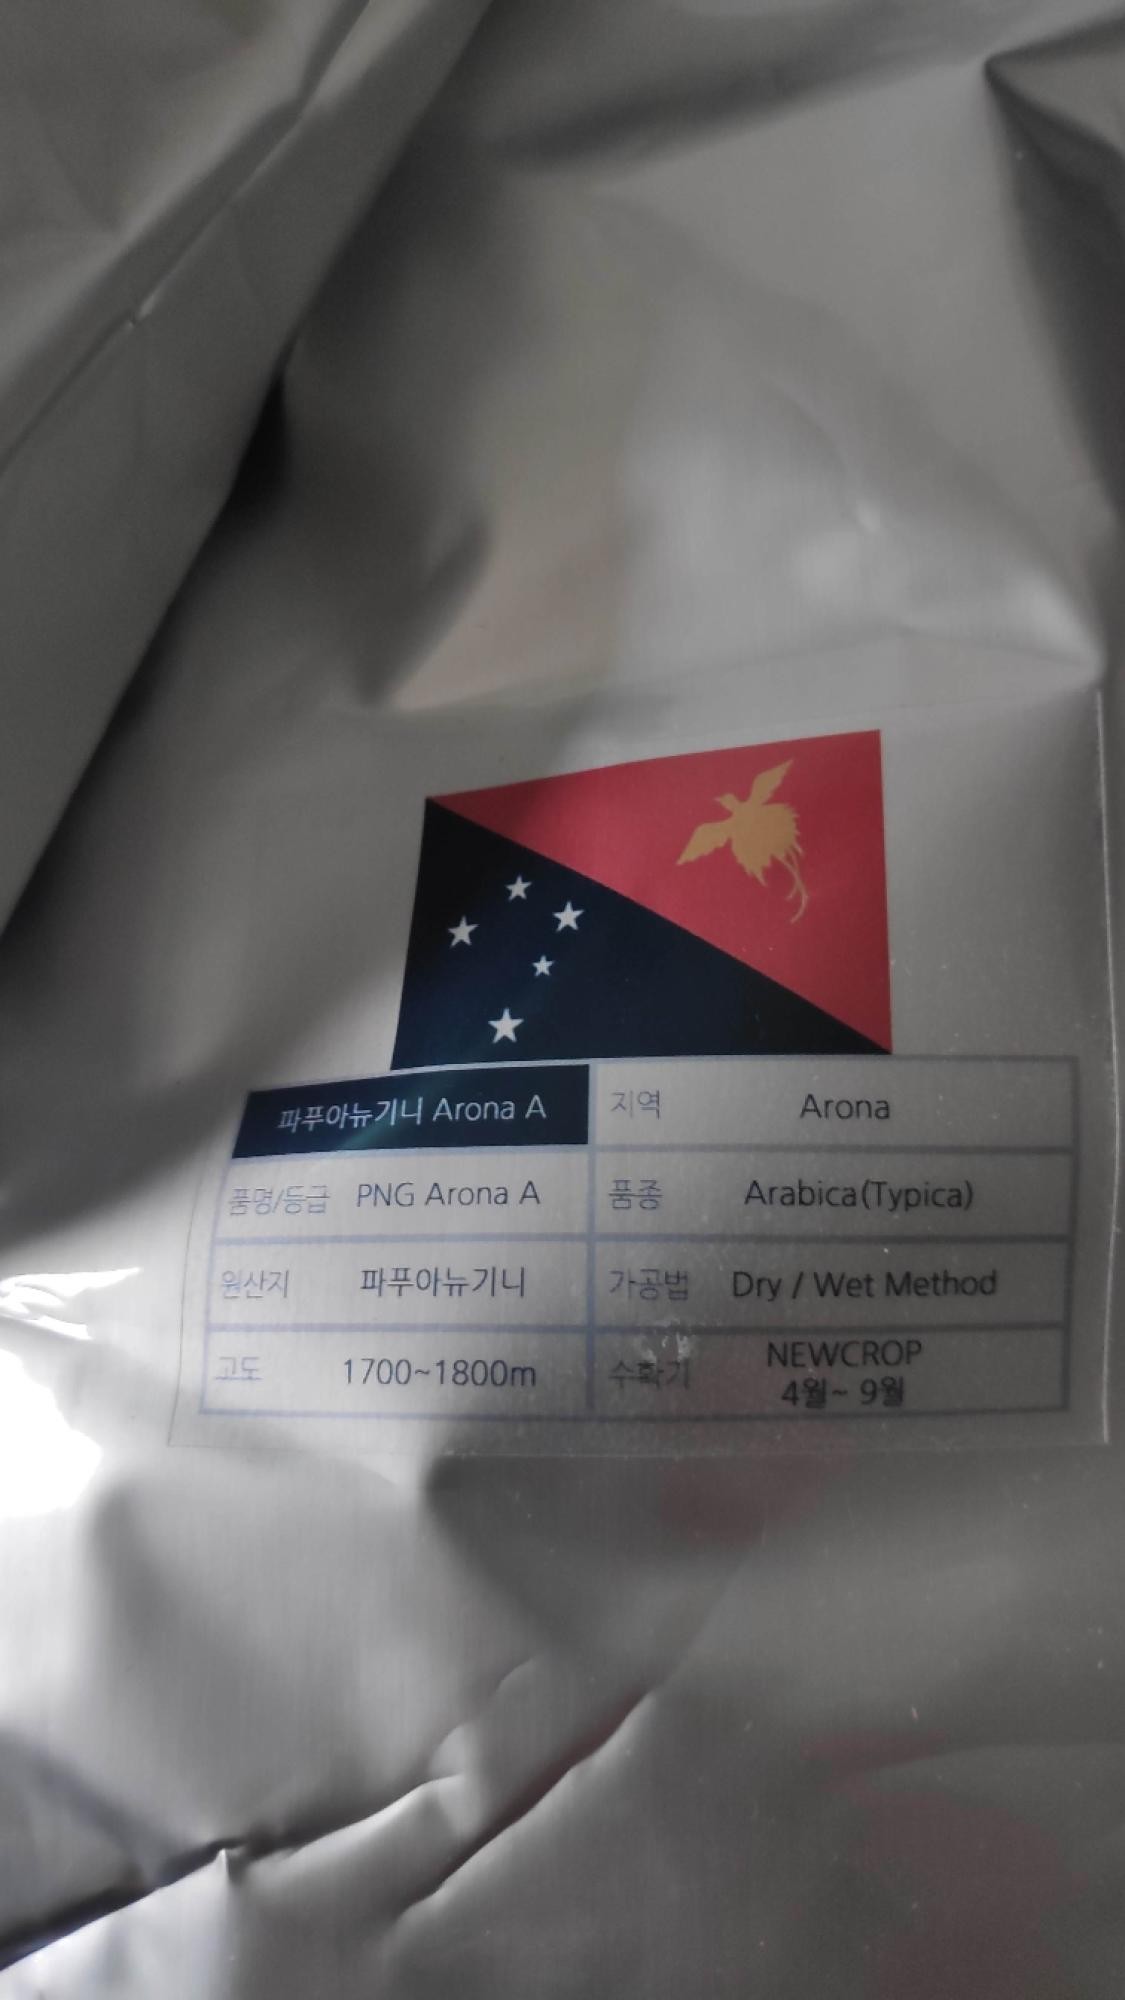 파푸아뉴기니 Arona A
지역 Arona
품명/등급 PNG Arona A
품종 Arabica(Typica)
원산지 파푸아뉴기니
가공법 Dry / Wet Method
고도 1700~1800m
수확기 NEWCROP
4월~ 9월